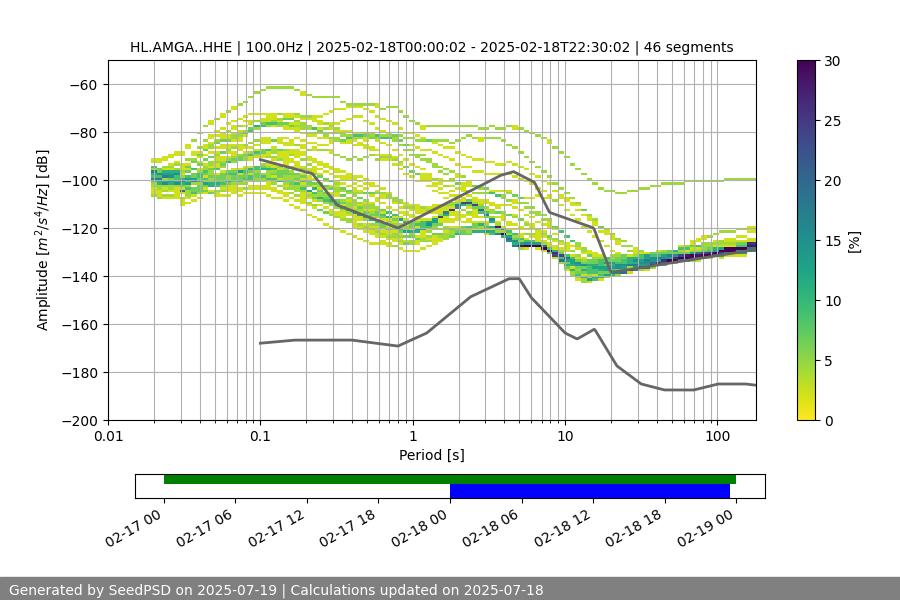 HL.AMGA..HHE | 100.0Hz | 2025-02-18T00:00:02 - 2025-02-18T22:30:02 | 46 segments
Amplitude [m²/s⁴/Hz] [dB]
−60
−80
−100
−120
−140
−160
−180
−200
0.01 0.1 1 10 100
Period [s]
30
25
20
15
10
5
0
[%]
02-17 00 02-17 06 02-17 12 02-17 18 02-18 00 02-18 06 02-18 12 02-18 18 02-19 00
Generated by SeedPSD on 2025-07-19 | Calculations updated on 2025-07-18